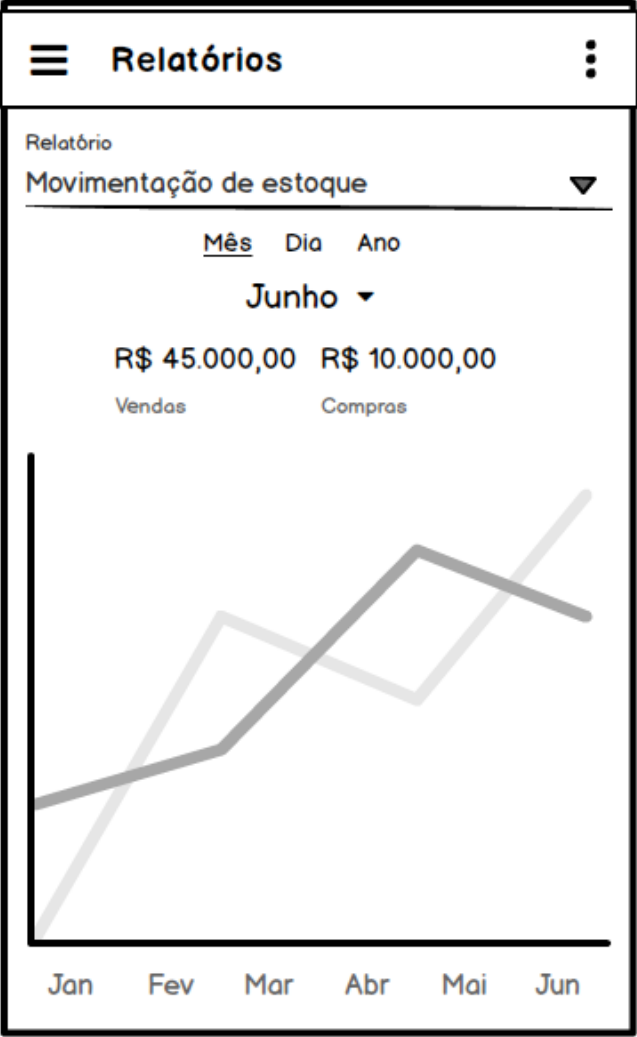 Relatórios
Relatório
Movimentação de estoque
Mês Dia Ano
Junho
R$ 45.000,00 R$ 10.000,00
Vendas Compras
Jan Fev Mar Abr Mai Jun